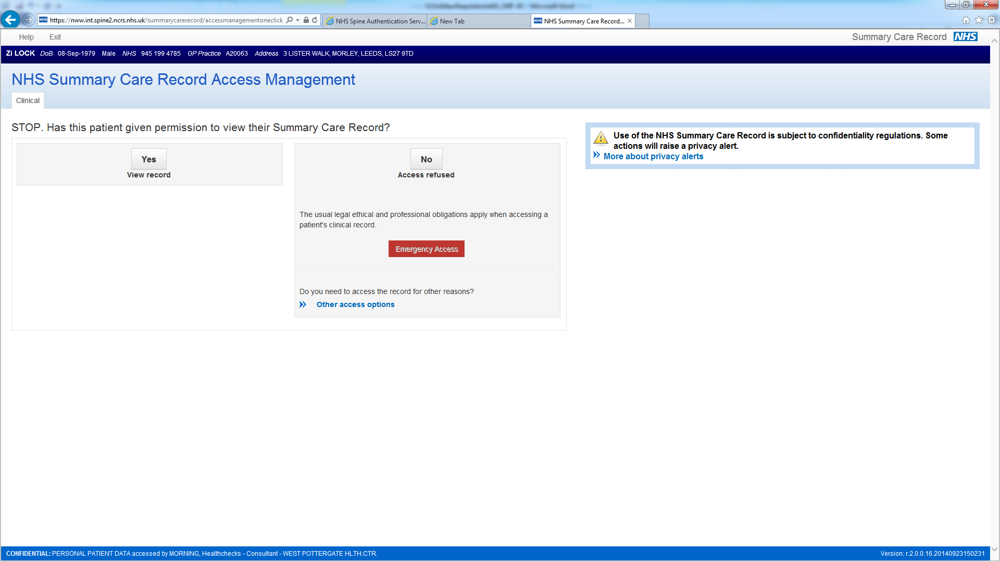 https://nww.int.spine2.ncrs.nhs.uk/summarycarerecord/accessmanagementoneclick
NHS Spine Authentication Serv...
New Tab
NHS Summary Care Record...
Help Exit
Summary Care Record NHS
Zi LOCK DoB 08-Sep-1979 Male NHS 945 199 4785 GP Practice A20063 Address 3 LISTER WALK, MORLEY, LEEDS, LS27 9TD
NHS Summary Care Record Access Management
Clinical
STOP. Has this patient given permission to view their Summary Care Record?
Yes
View record
No
Access refused
The usual legal ethical and professional obligations apply when accessing a
patient's clinical record.
Emergency Access
Do you need to access the record for other reasons?
Other access options
Use of the NHS Summary Care Record is subject to confidentiality regulations. Some
actions will raise a privacy alert.
More about privacy alerts
CONFIDENTIAL: PERSONAL PATIENT DATA accessed by MORNING, Healthchecks - Consultant - WEST POTTERGATE HLTH.CTR.
Version: r.2.0.0.16.20140923150231